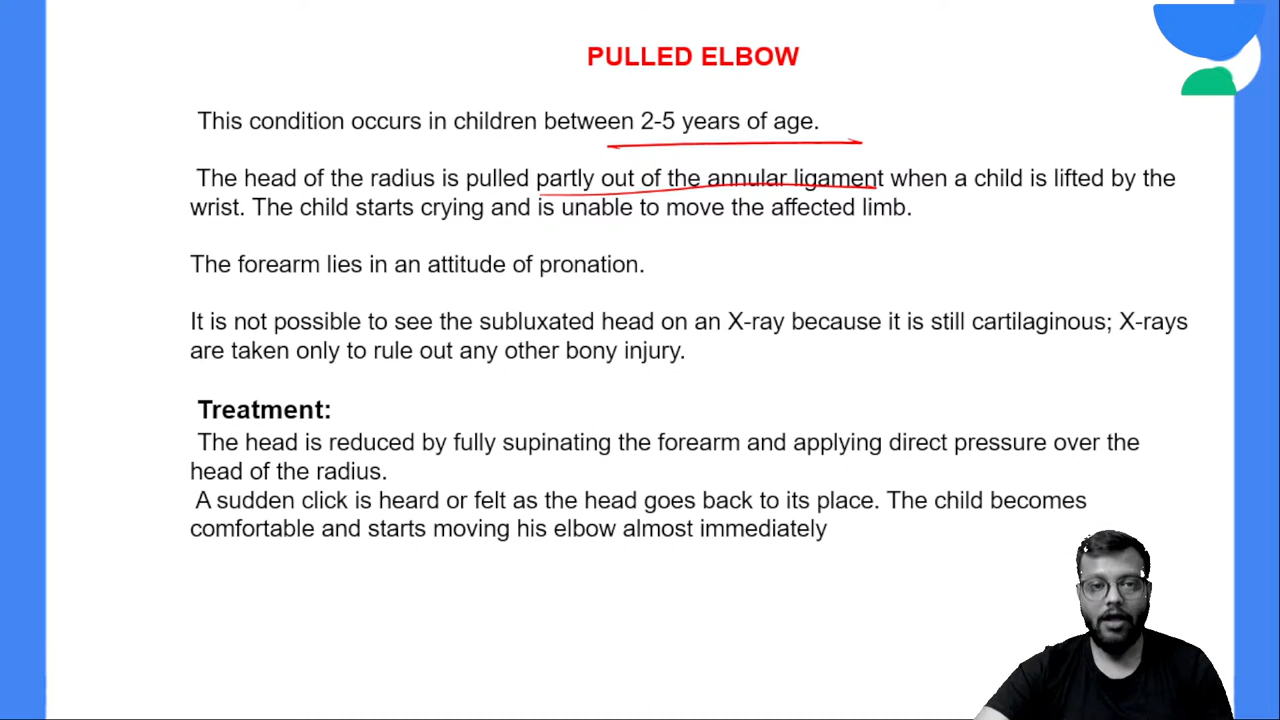 PULLED ELBOW
This condition occurs in children between 2-5 years of age.
The head of the radius is pulled partly out of the annular ligament when a child is lifted by the
wrist. The child starts crying and is unable to move the affected limb.
The forearm lies in an attitude of pronation.
It is not possible to see the subluxated head on an X-ray because it is still cartilaginous; X-rays
are taken only to rule out any other bony injury.
Treatment:
The head is reduced by fully supinating the forearm and applying direct pressure over the
head of the radius.
A sudden click is heard or felt as the head goes back to its place. The child becomes
comfortable and starts moving his elbow almost immediately